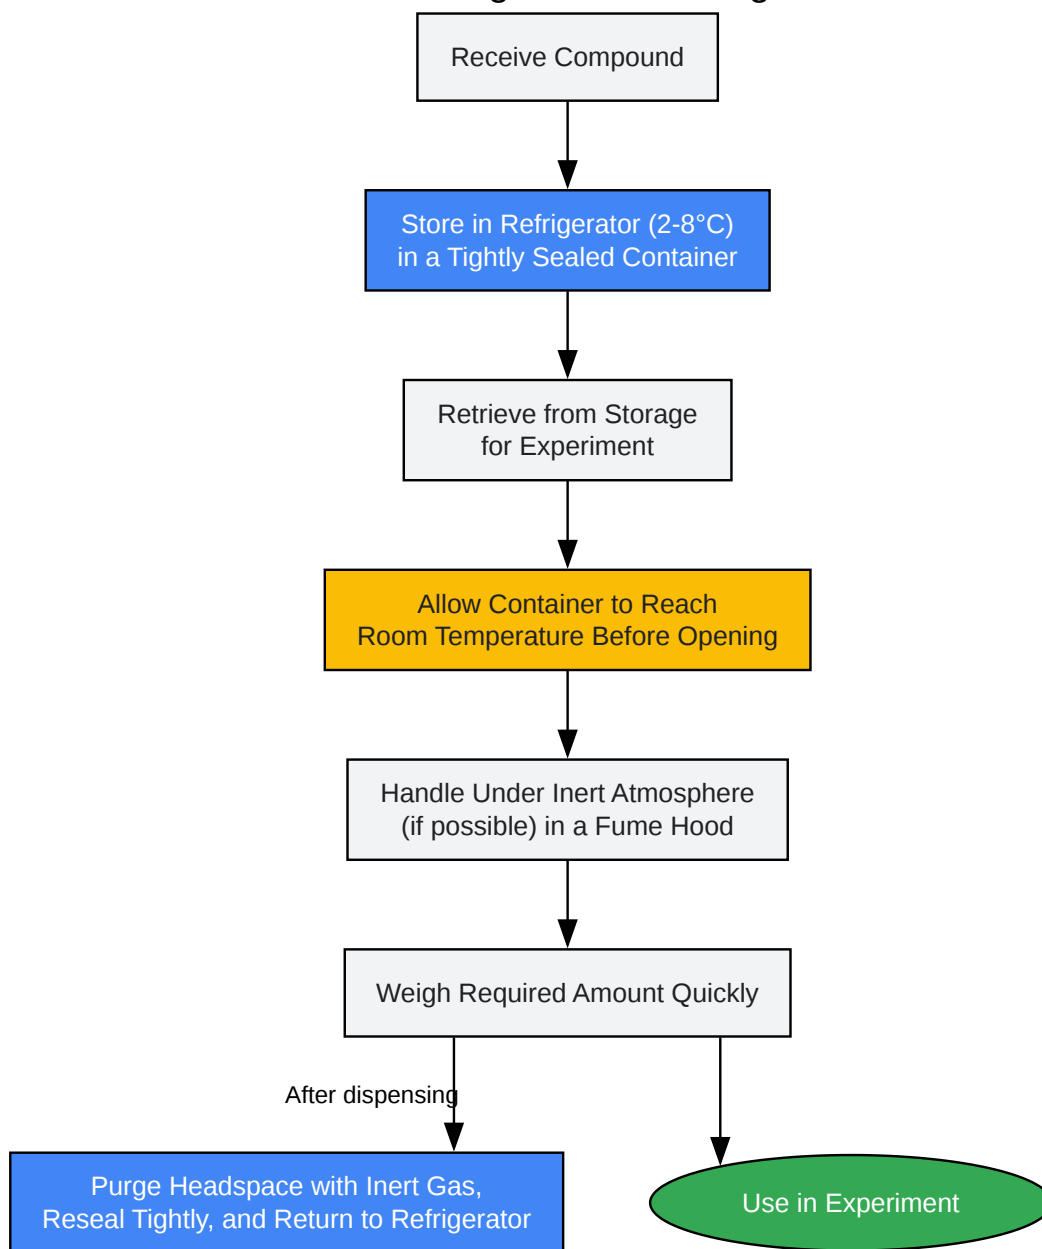 Receive Compound
Store in Refrigerator (2-8°C)
in a Tightly Sealed Container
Retrieve from Storage
for Experiment
Allow Container to Reach
Room Temperature Before Opening
Handle Under Inert Atmosphere
(if possible) in a Fume Hood
Weigh Required Amount Quickly
After dispensing
Purge Headspace with Inert Gas,
Reseal Tightly, and Return to Refrigerator
Use in Experiment